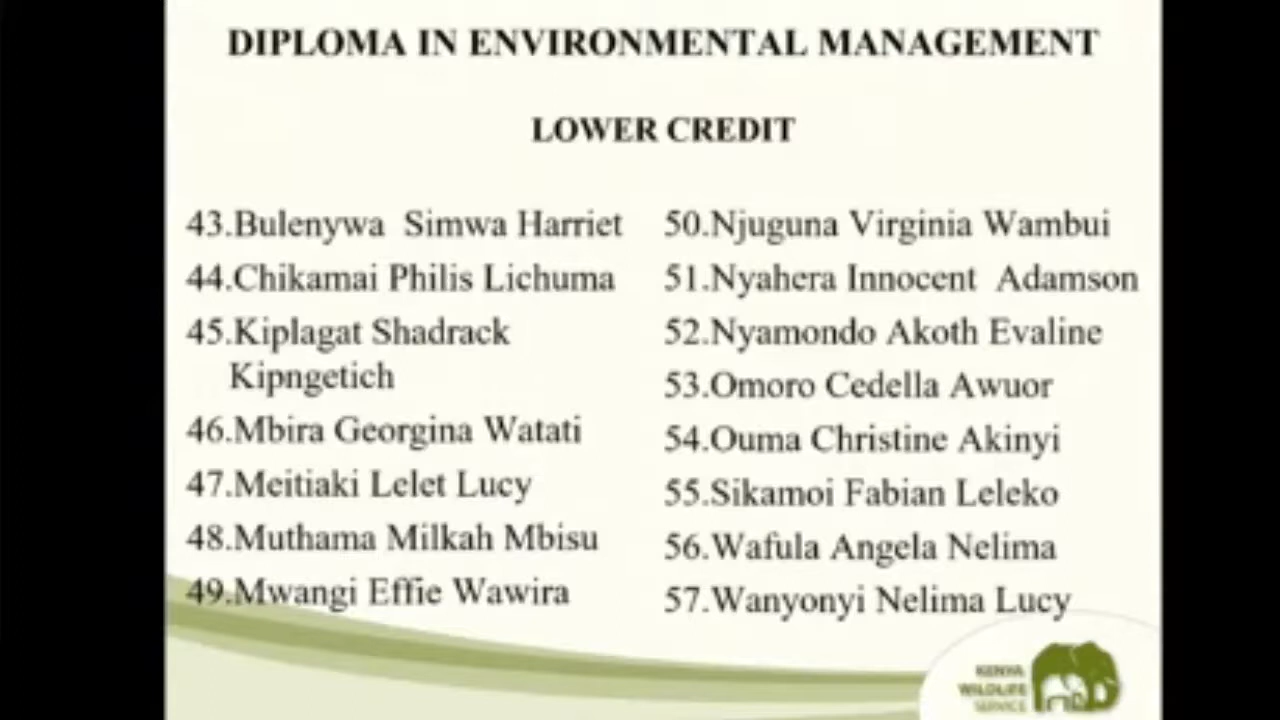 DIPLOMA IN ENVIRONMENTAL MANAGEMENT
LOWER CREDIT
43.Bulenywa Simwa Harriet
44.Chikamai Philis Lichuma
45.Kiplagat Shadrack
Kipngetich
46.Mbira Georgina Watati
47.Meitiaki Lelet Lucy
48.Muthama Milkah Mbisu
49.Mwangi Effie Wawira
50.Njuguna Virginia Wambui
51.Nyahera Innocent Adamson
52.Nyamondo Akoth Evaline
53.Omoro Cedella Awuor
54.Ouma Christine Akinyi
55.Sikamoi Fabian Leleko
56.Wafula Angela Nelima
57.Wanyonyi Nelima Lucy
KENYA
WILDLIFE
SERVICE